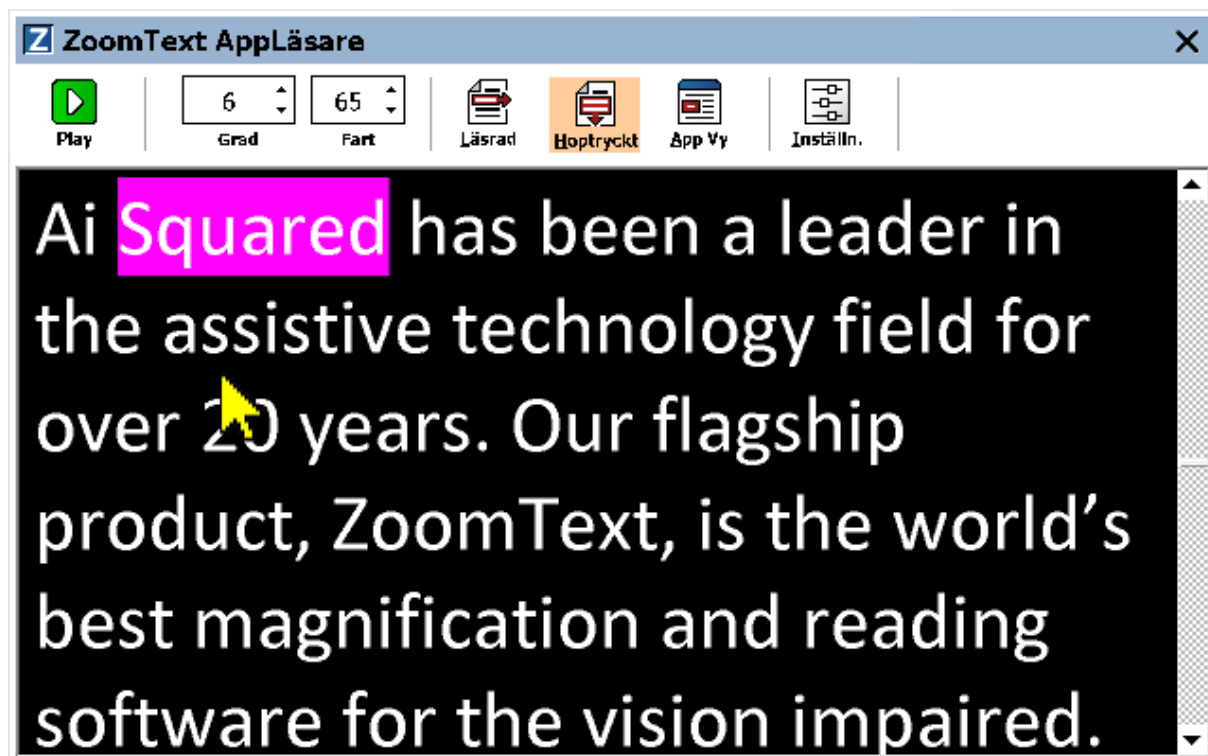 ZoomText AppLäsare
Play
6
Grad
65
Fart
Läsrad
Hoptryckt
App Vy
Inställn.
Ai Squared has been a leader in
the assistive technology field for
over 20 years. Our flagship
product, ZoomText, is the world’s
best magnification and reading
software for the vision impaired.